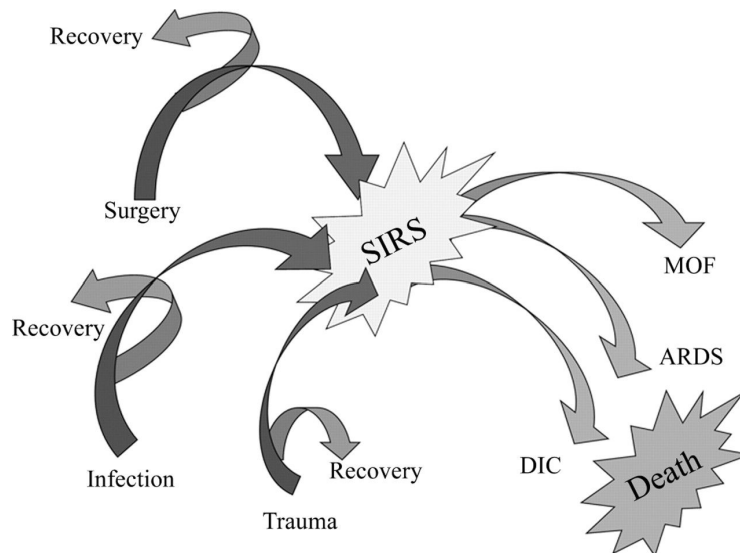 Recovery
Surgery
SIRS
MOF
Recovery
ARDS
Infection
Recovery
DIC
Death
Trauma